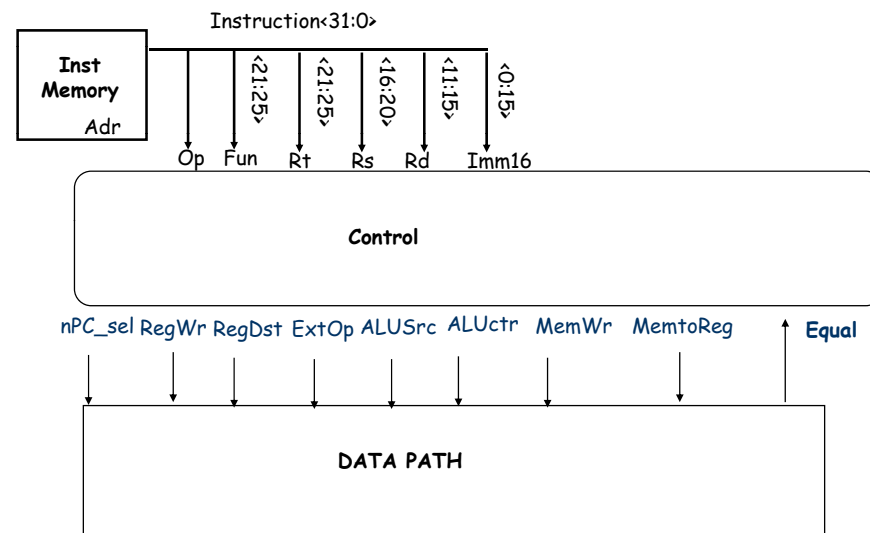 Instruction<31:0>
Inst
Memory
Adr
<21:25>
<21:25>
<16:20>
<11:15>
<0:15>
Op Fun Rt Rs Rd Imm16
Control
nPC_sel RegWr RegDst ExtOp ALUSrc ALUctr MemWr MemtoReg Equal
DATA PATH